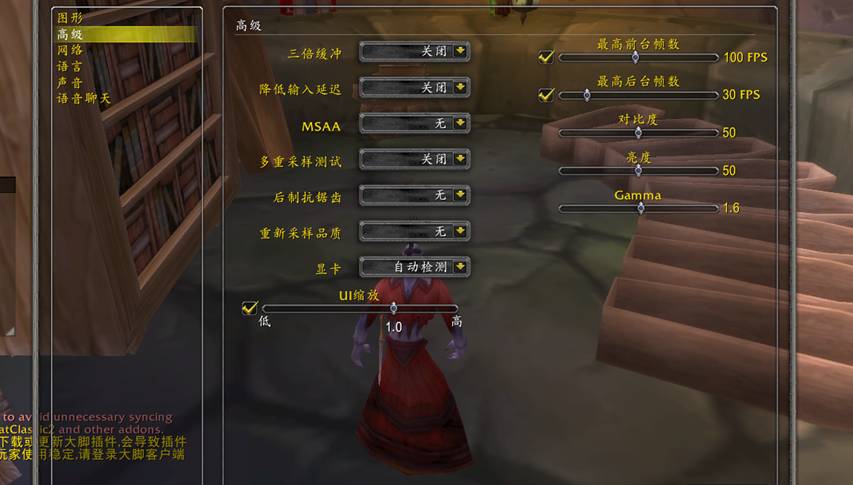 图形
高级
网络
语言
声音
语音聊天
高级
三倍缓冲 关闭
降低输入延迟 关闭
MSAA 无
多重采样测试 关闭
后制抗锯齿 无
重新采样品质 无
显卡 自动检测
UI缩放
低 1.0 高
最高前台帧数
100 FPS
最高后台帧数
30 FPS
对比度
50
亮度
50
Gamma
1.6
to avoid unnecessary syncing
atClassic2 and other addons.
下载或更新大脚插件,会导致插件
玩家使用稳定,请登录大脚客户端